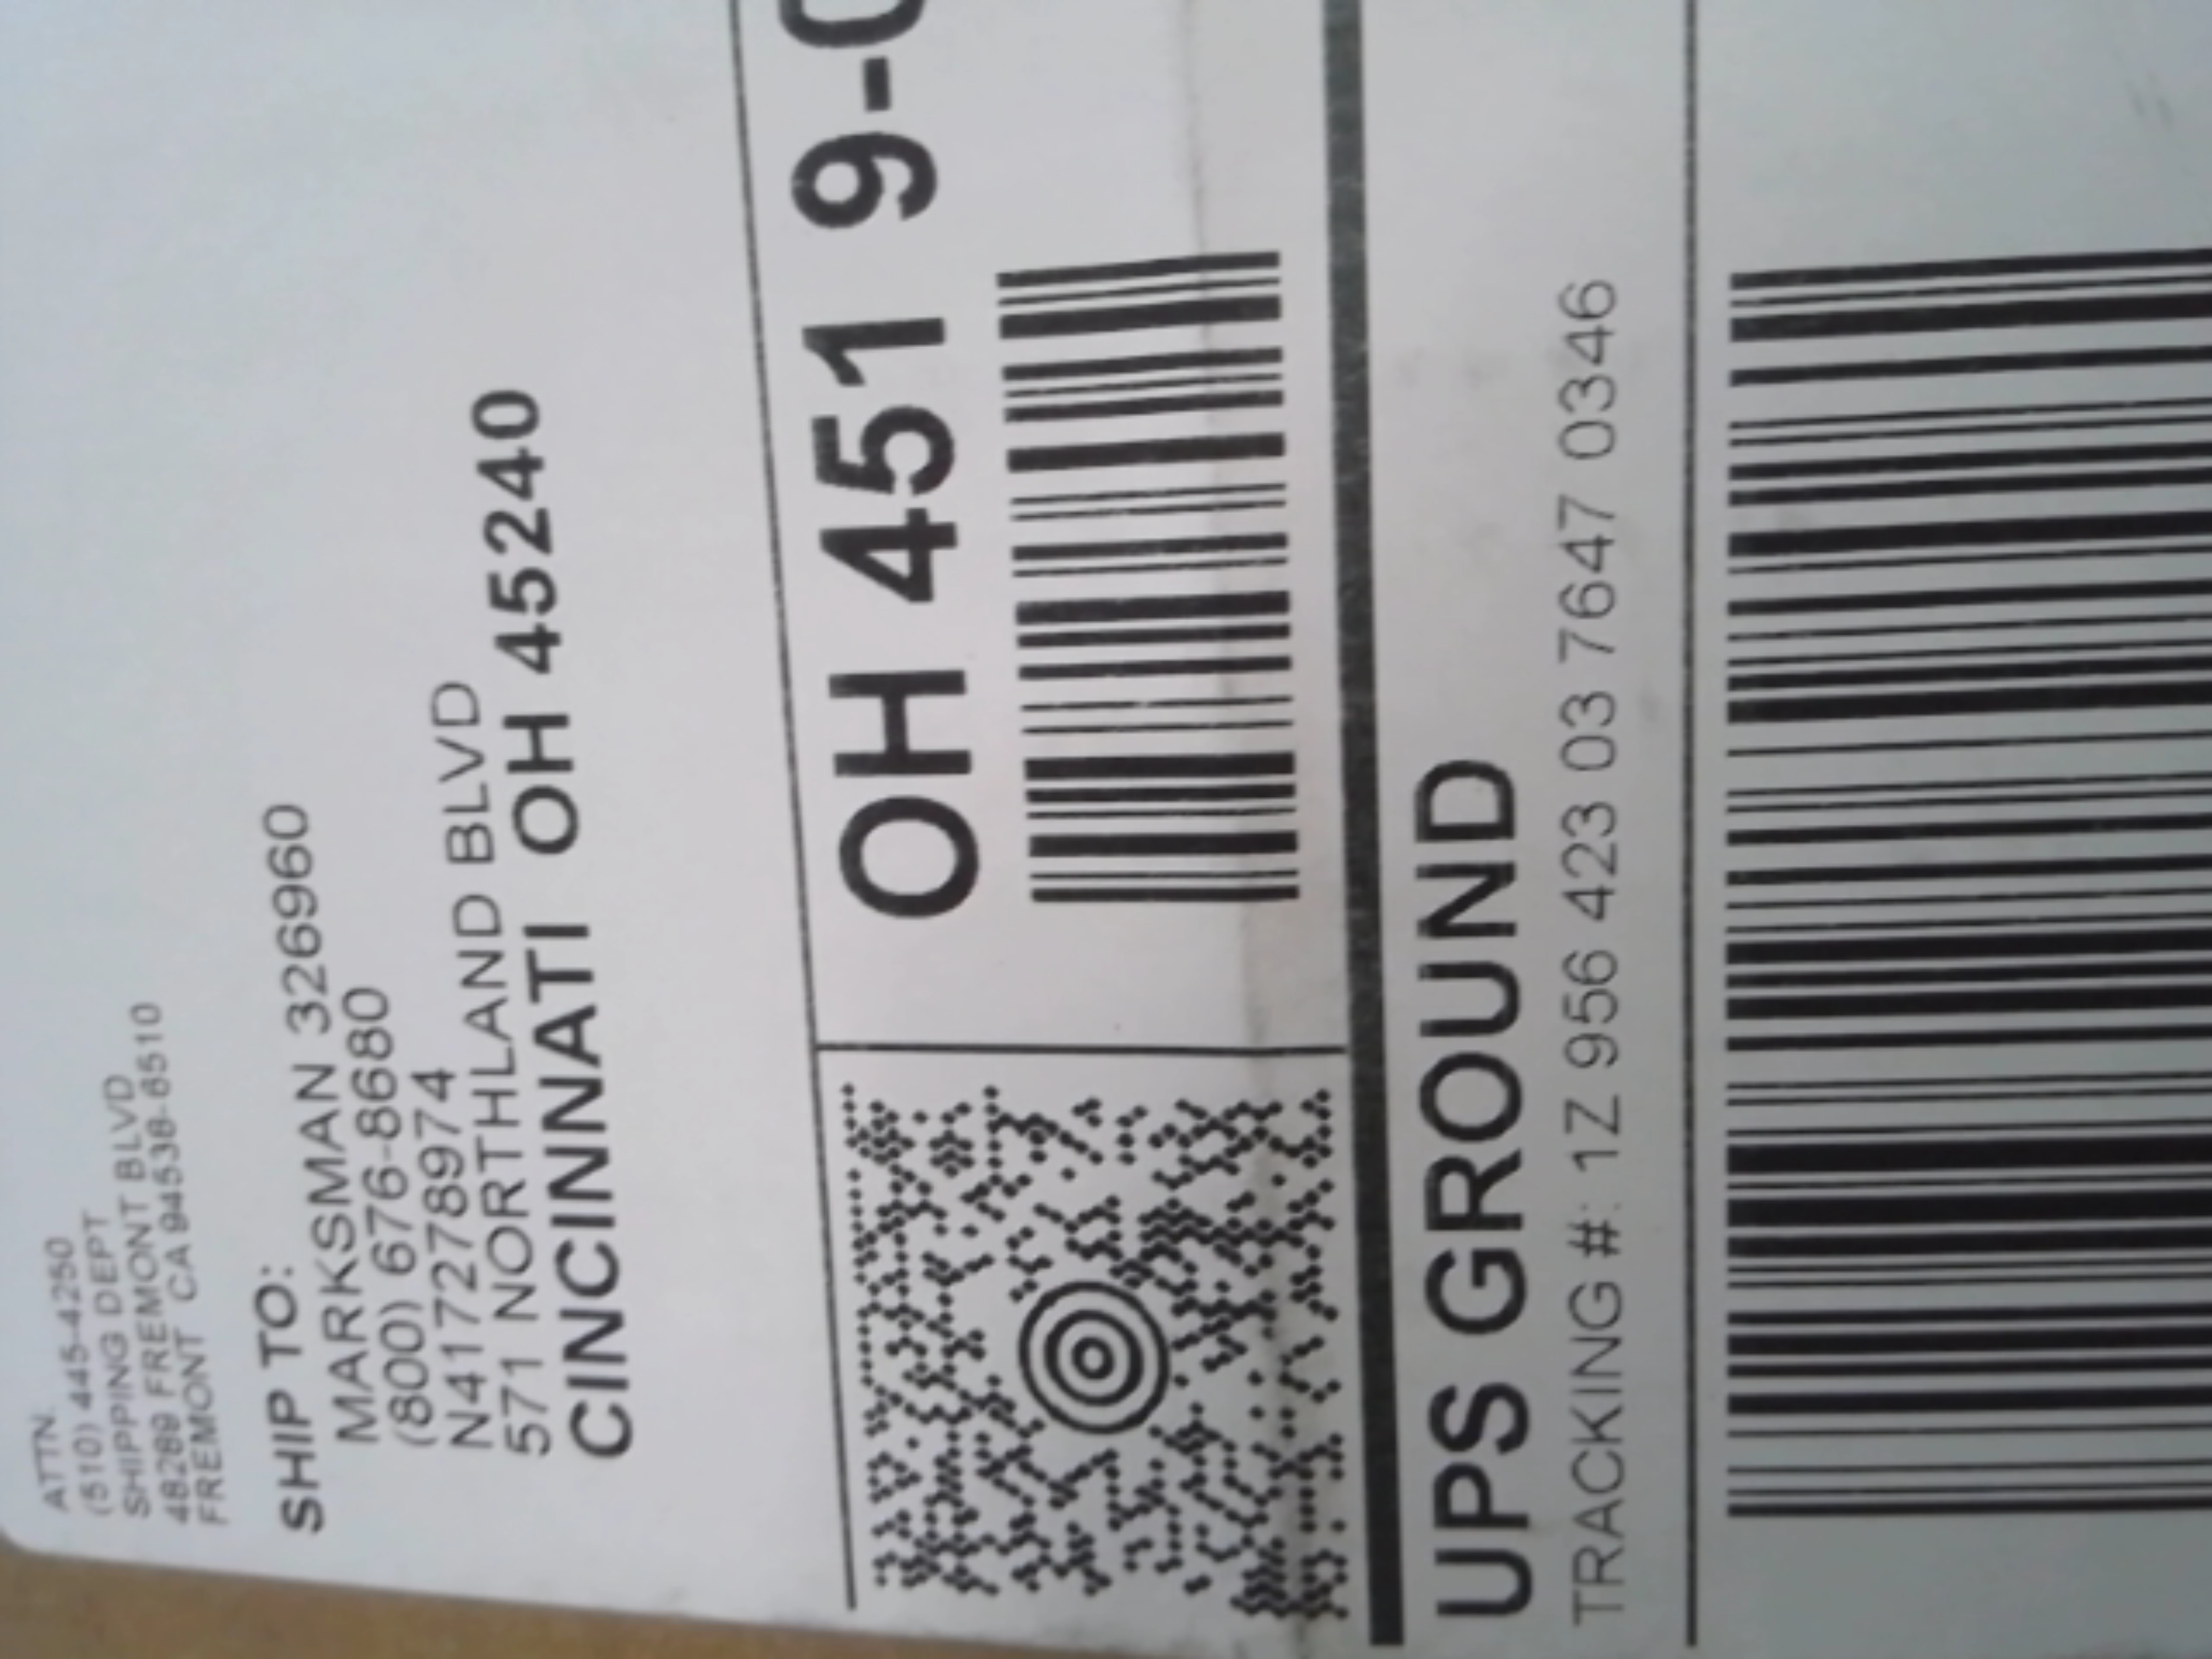 ATTN:
(510) 445-4250
SHIPPING DEPT
48289 FREMONT BLVD
FREMONT CA 94538-6510
SHIP TO:
MARKSMAN 3269960
(800) 676-8680
N4172278974
571 NORTHLAND BLVD
CINCINNATI OH 45240
OH 451 9-0
UPS GROUND
TRACKING #: 1Z 956 423 03 7647 0346